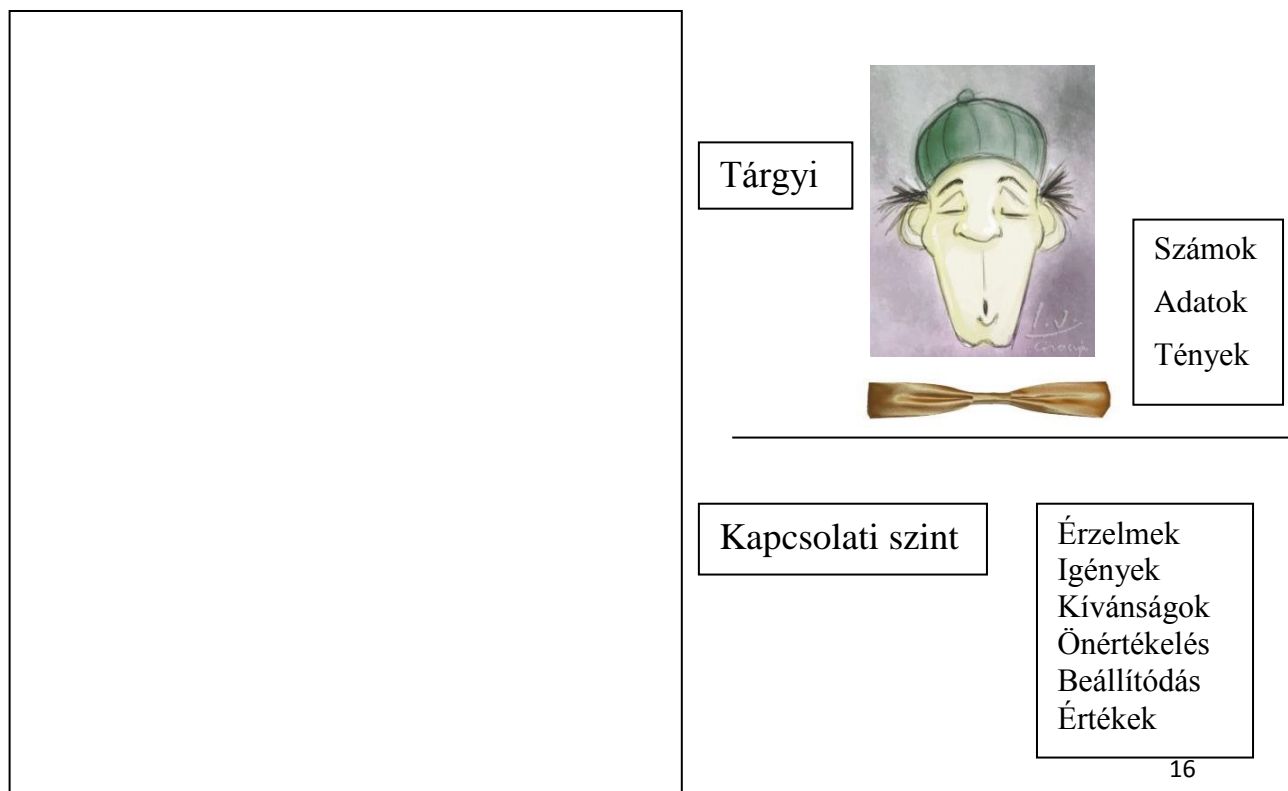 Tárgyi
Számok
Adatok
Tények
Kapcsolati szint
Érzelmek
Igények
Kívánságok
Önértékelés
Beállítódás
Értékek
16